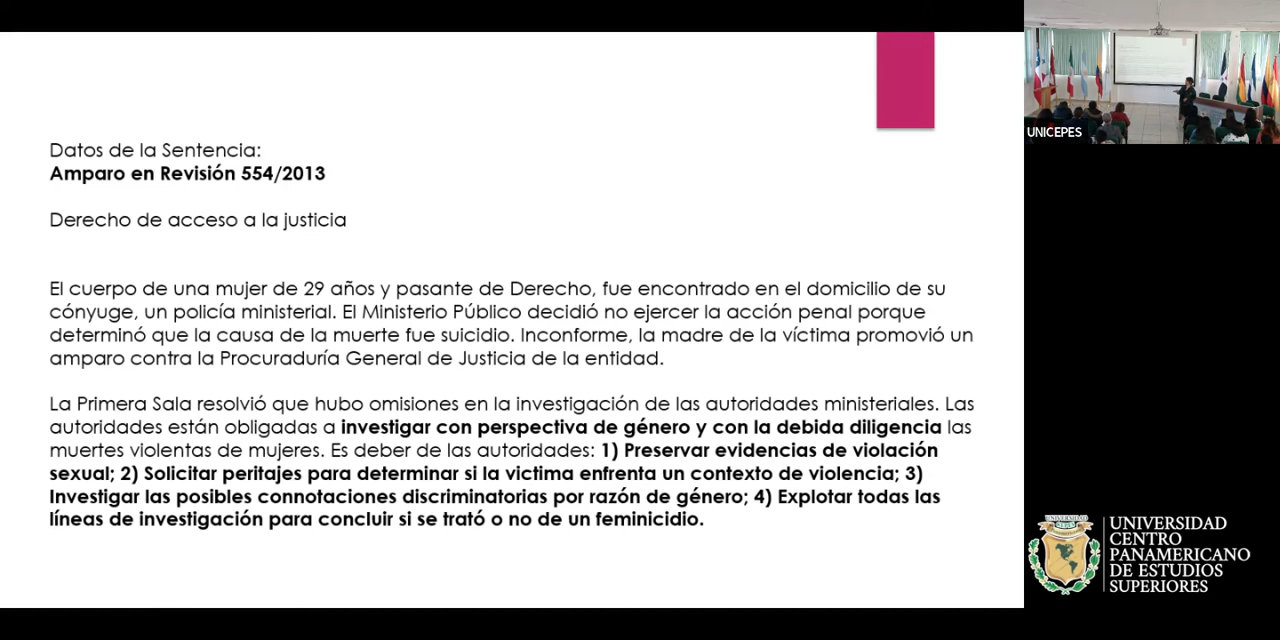 Datos de la Sentencia:
Amparo en Revisión 554/2013
Derecho de acceso a la justicia
El cuerpo de una mujer de 29 años y pasante de Derecho, fue encontrado en el domicilio de su
cónyuge, un policía ministerial. El Ministerio Público decidió no ejercer la acción penal porque
determinó que la causa de la muerte fue suicidio. Inconforme, la madre de la víctima promovió un
amparo contra la Procuraduría General de Justicia de la entidad.
La Primera Sala resolvió que hubo omisiones en la investigación de las autoridades ministeriales. Las
autoridades están obligadas a investigar con perspectiva de género y con la debida diligencia las
muertes violentas de mujeres. Es deber de las autoridades: 1) Preservar evidencias de violación
sexual; 2) Solicitar peritajes para determinar si la victima enfrenta un contexto de violencia; 3)
Investigar las posibles connotaciones discriminatorias por razón de género; 4) Explotar todas las
líneas de investigación para concluir si se trató o no de un feminicidio.
UNICEPES
UNIVERSIDAD
CENTRO
PANAMERICANO
DE ESTUDIOS
SUPERIORES